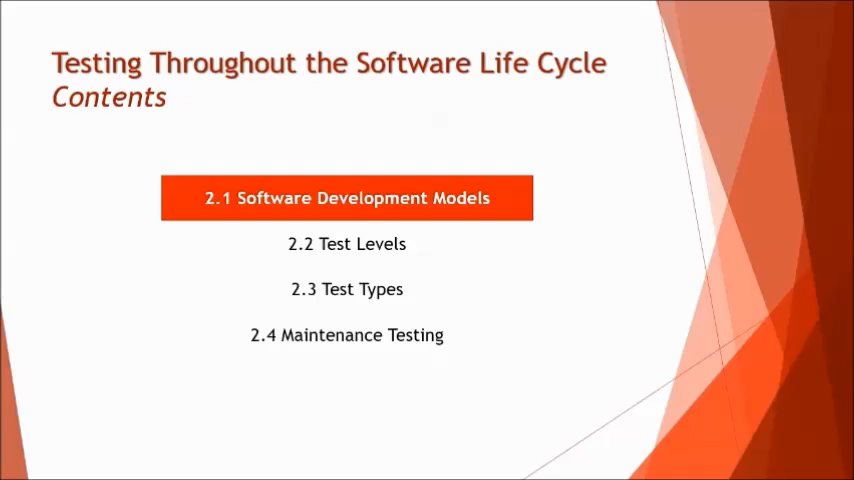 Testing Throughout the Software Life Cycle
Contents
2.1 Software Development Models
2.2 Test Levels
2.3 Test Types
2.4 Maintenance Testing